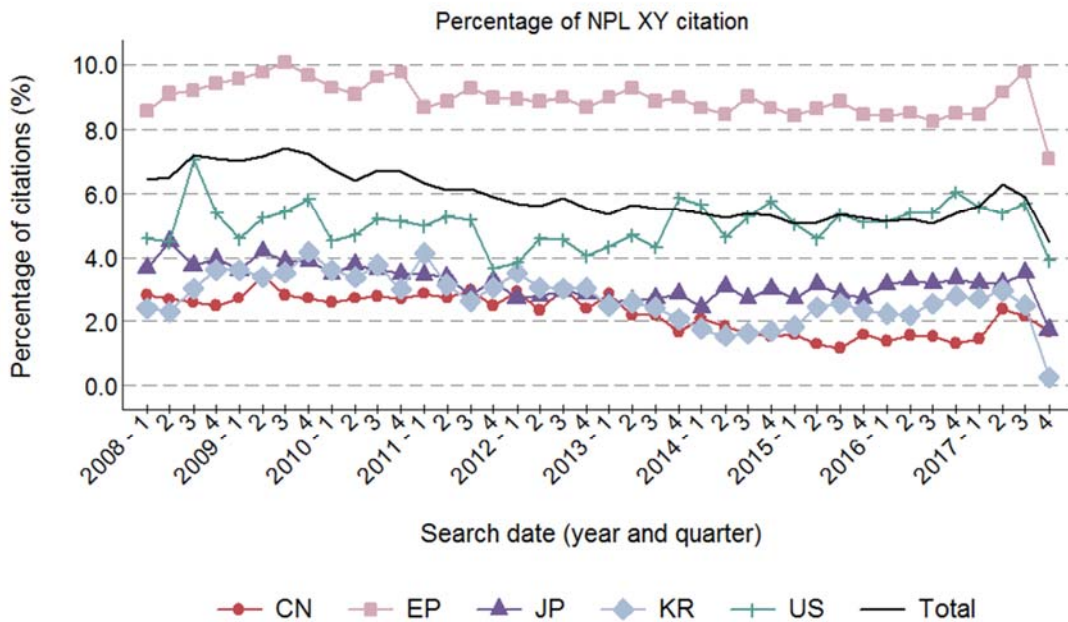 Percentage of NPL XY citation
Percentage of citations (%)
10.0
8.0
6.0
4.0
2.0
0.0
2008 - 1 2 3 4 2009 - 1 2 3 4 2010 - 1 2 3 4 2011 - 1 2 3 4 2012 - 1 2 3 4 2013 - 1 2 3 4 2014 - 1 2 3 4 2015 - 1 2 3 4 2016 - 1 2 3 4 2017 - 1 2 3 4
Search date (year and quarter)
CN EP JP KR US Total